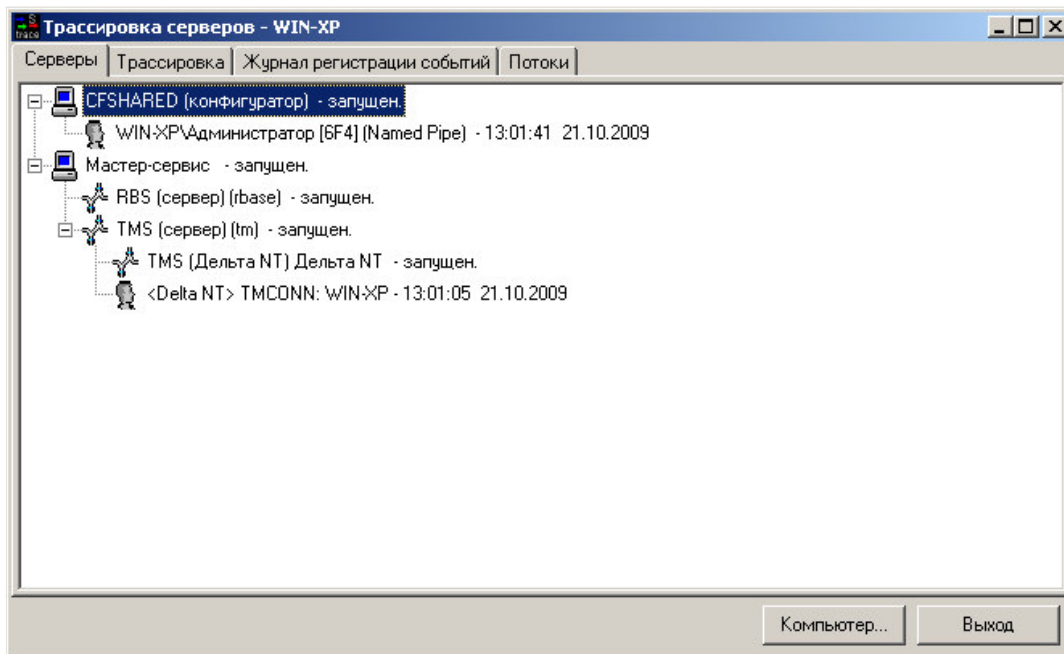 S
trace
Трассировка серверов - WIN-XP
Серверы Трассировка Журнал регистрации событий Потоки
CFSHARED (конфигуратор) - запущен.
WIN-XP\Администратор [6F4] (Named Pipe) - 13:01:41 21.10.2009
Мастер-сервис - запущен.
RBS (сервер) (rbase) - запущен.
TMS (сервер) (tm) - запущен.
TMS (Дельта NT) Дельта NT - запущен.
<Delta NT> TMCONN: WIN-XP - 13:01:05 21.10.2009
Компьютер... Выход